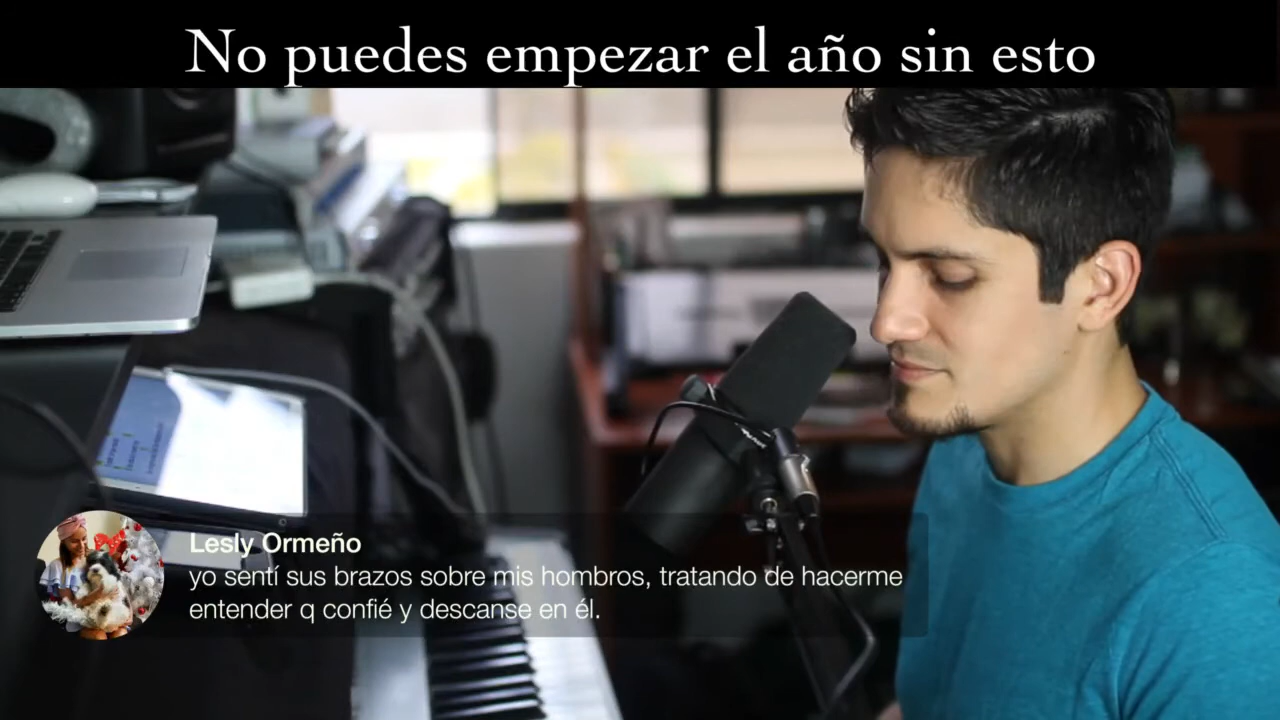 No puedes empezar el año sin esto
Lesly Ormeño
yo sentí sus brazos sobre mis hombros, tratando de hacerme
entender q confié y descanse en él.